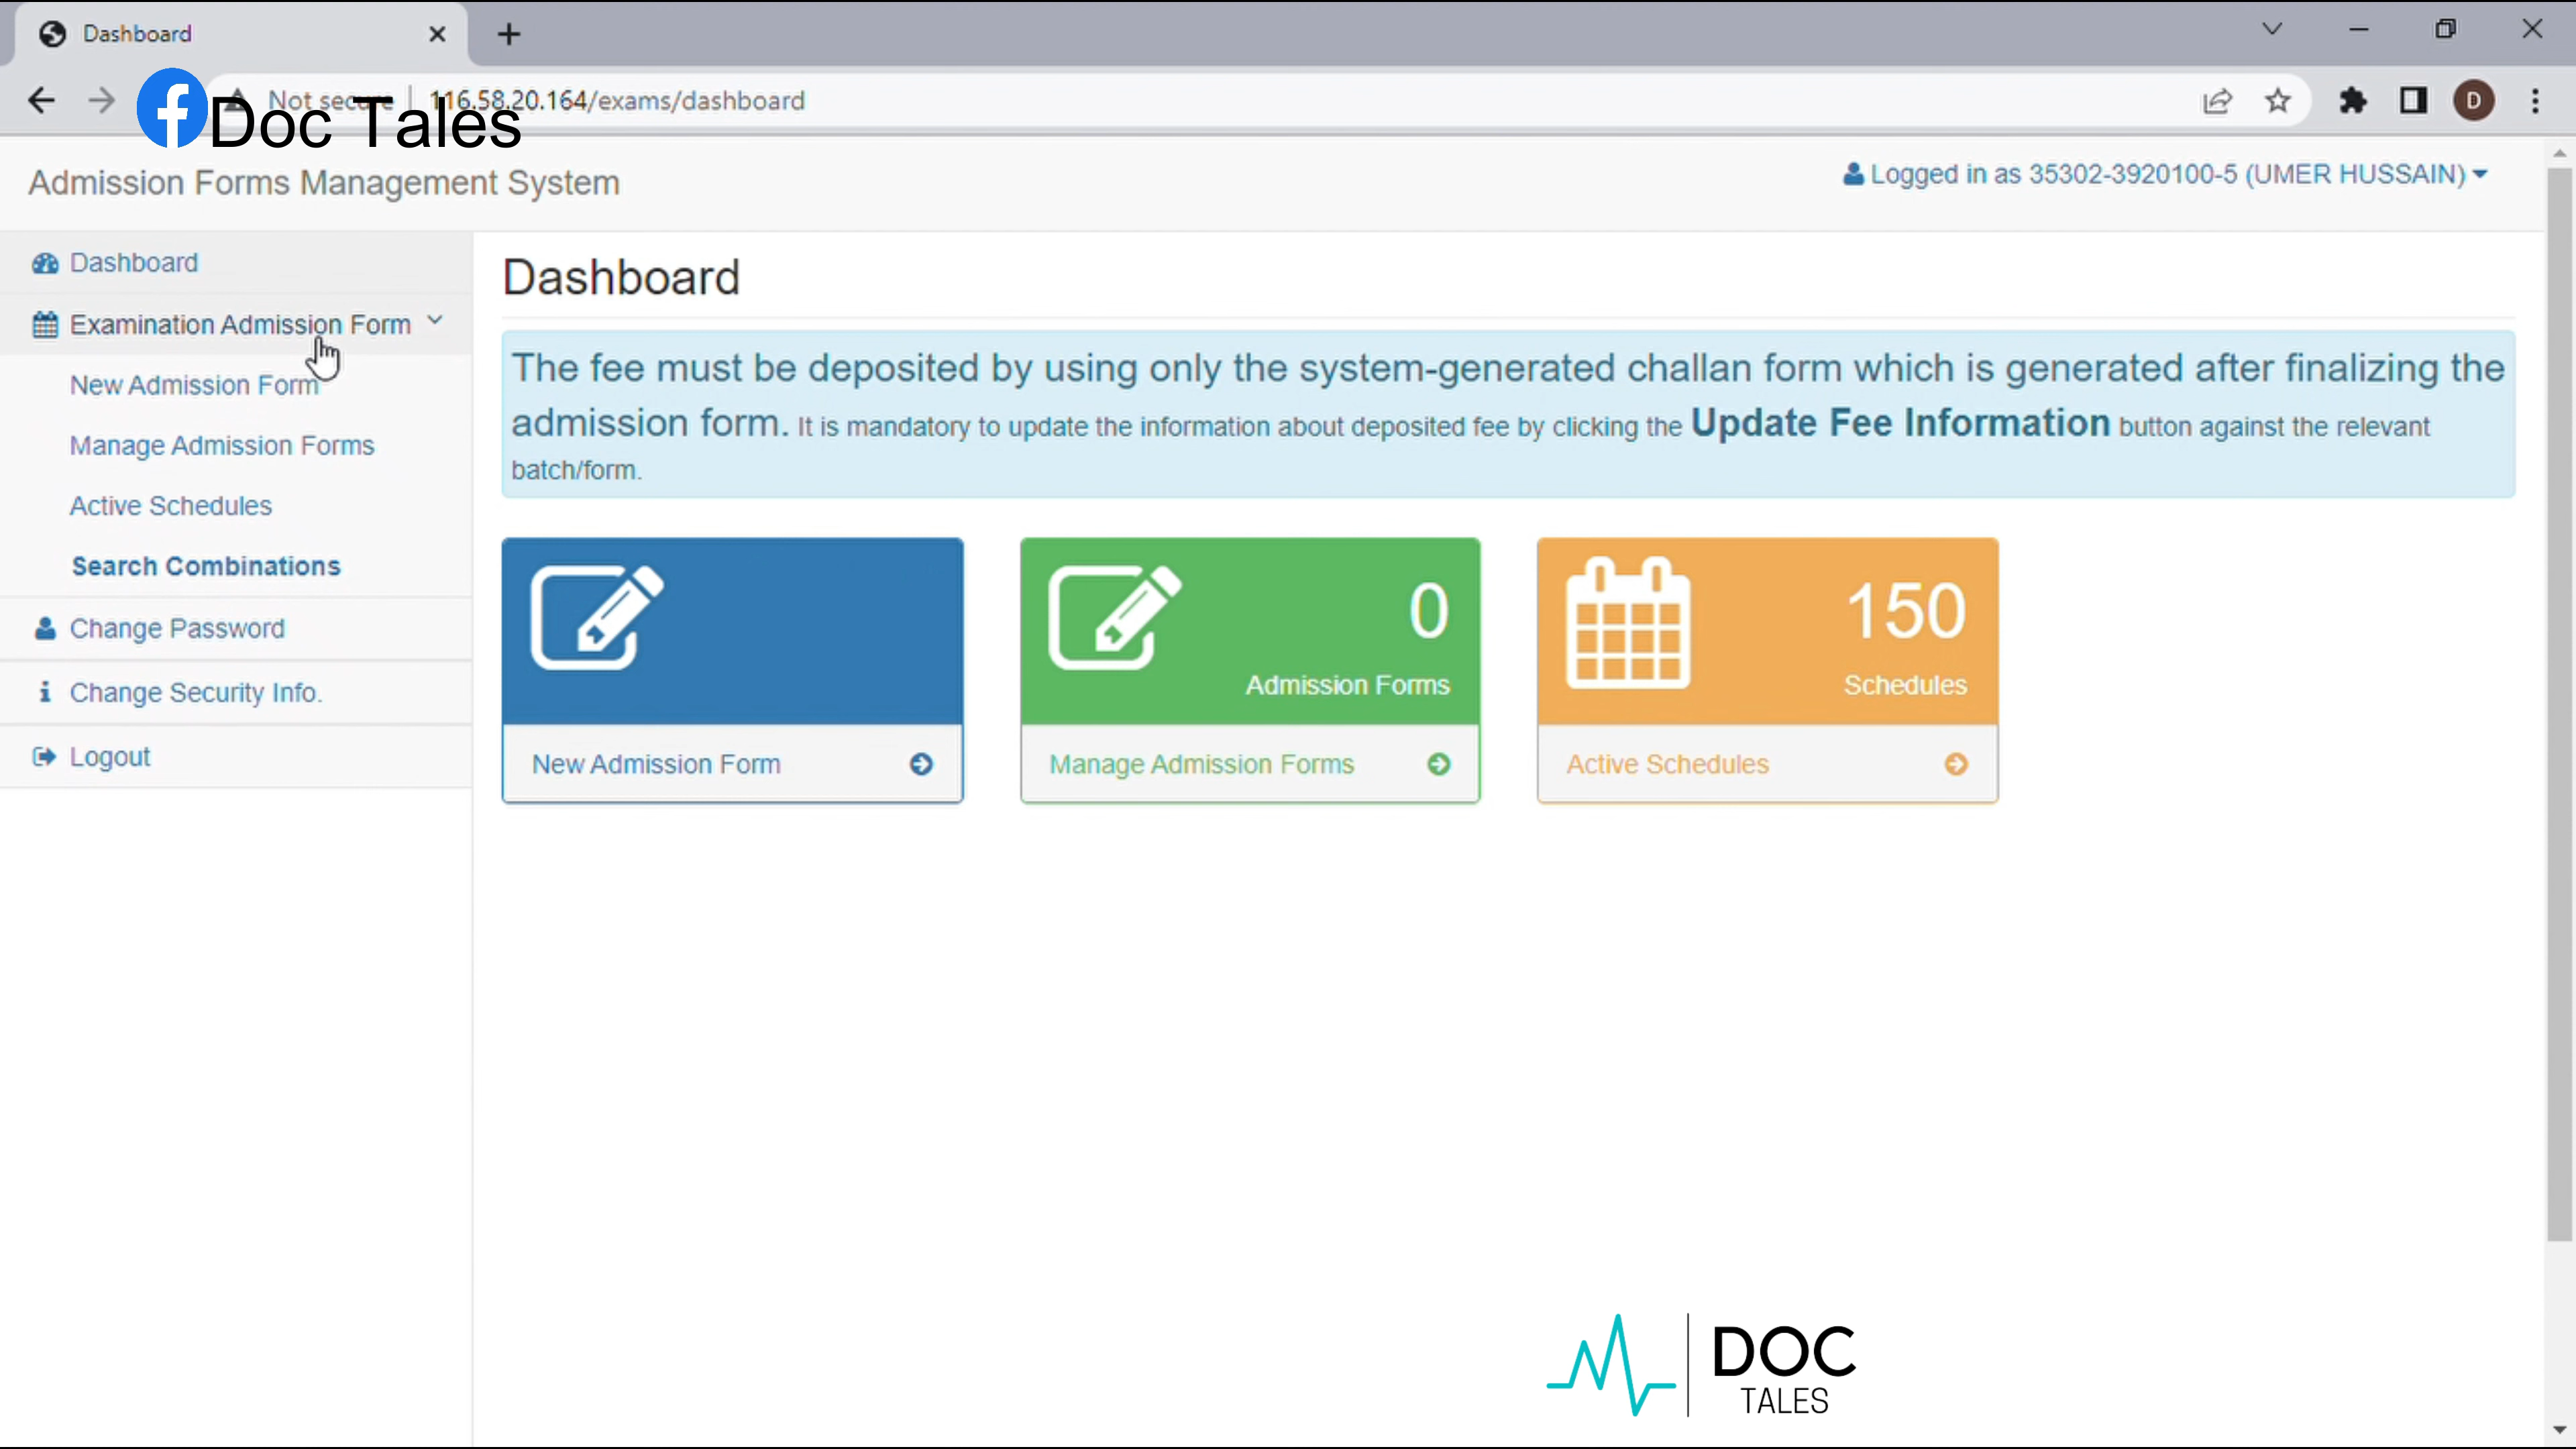 Dashboard
Not secure 116.58.20.164/exams/dashboard
D
Doc Tales
Admission Forms Management System
Logged in as 35302-3920100-5 (UMER HUSSAIN)
Dashboard
Examination Admission Form
New Admission Form
Manage Admission Forms
Active Schedules
Search Combinations
Change Password
Change Security Info.
Logout
Dashboard
The fee must be deposited by using only the system-generated challan form which is generated after finalizing the
admission form. It is mandatory to update the information about deposited fee by clicking the Update Fee Information button against the relevant
batch/form.
New Admission Form
0
Admission Forms
Manage Admission Forms
150
Schedules
Active Schedules
DOC
TALES